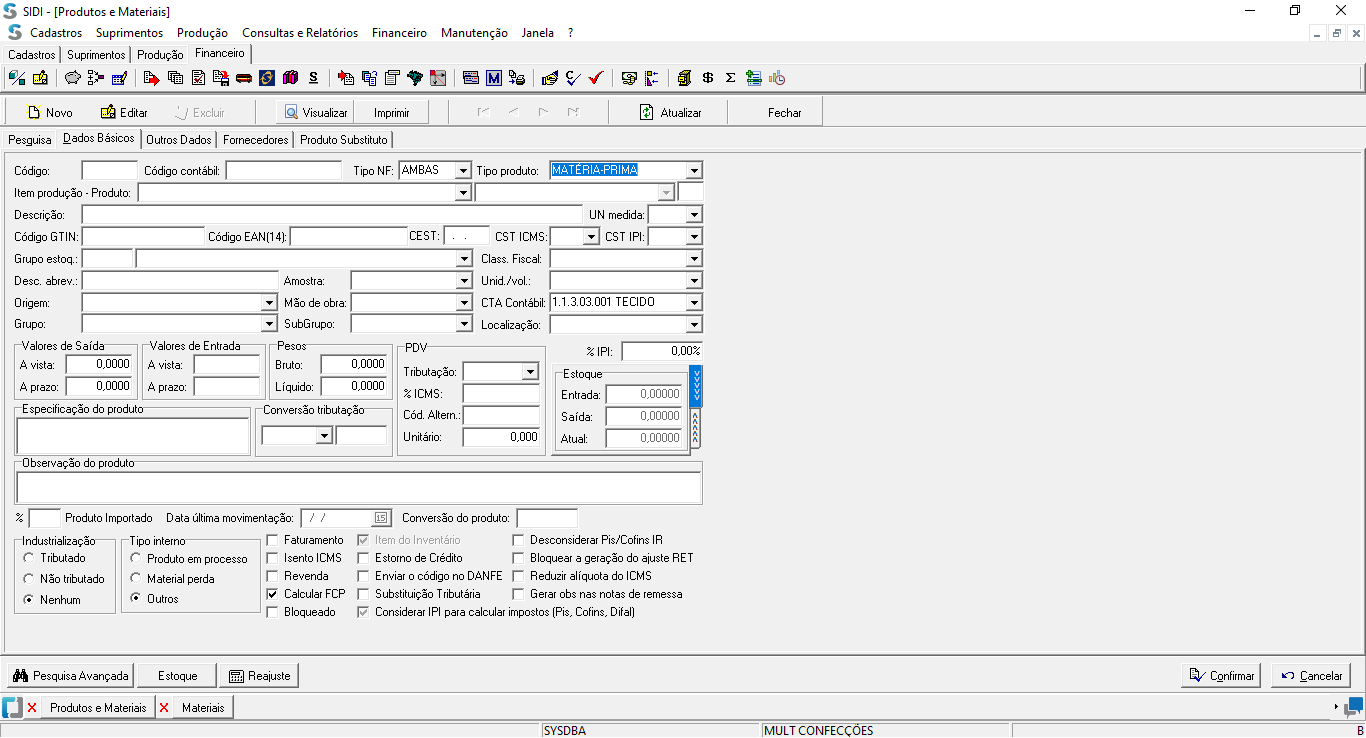 SIDI - [Produtos e Materiais]
Cadastros Suprimentos Produção Consultas e Relatórios Financeiro Manutenção Janela ?
Cadastros Suprimentos Produção Financeiro
Novo Editar Excluir Visualizar Imprimir Atualizar Fechar
Pesquisa Dados Básicos Outros Dados Fornecedores Produto Substituto
Código: Código contábil: Tipo NF: AMBAS Tipo produto: MATÉRIA-PRIMA
Item produção - Produto:
Descrição: UN medida:
Código GTIN: Código EAN(14): CEST: . . CST ICMS: CST IPI:
Grupo estoq.: Class. Fiscal:
Desc. abrev.: Amostra: Unid./vol.:
Origem: Mão de obra: CTA Contábil: 1.1.3.03.001 TECIDO
Grupo: SubGrupo: Localização:
Valores de Saída Valores de Entrada Pesos PDV % IPI: 0,00%
A vista: 0,0000 A vista: Bruto: 0,0000 Tributação: Estoque
A prazo: 0,0000 A prazo: Líquido: 0,0000 % ICMS: Entrada: 0,00000
Especificação do produto Conversão tributação Cód. Altern.: Saída: 0,00000
Unitário: 0,000 Atual: 0,00000
Observação do produto
% Produto Importado Data última movimentação: / / 15 Conversão do produto:
Industrialização Tipo interno Faturamento Item do Inventário Desconsiderar Pis/Cofins IR
Tributado Produto em processo Isento ICMS Estorno de Crédito Bloquear a geração do ajuste RET
Não tributado Material perda Revenda Enviar o código no DANFE Reduzir alíquota do ICMS
Nenhum Outros Calcular FCP Substituição Tributária Gerar obs nas notas de remessa
Bloqueado Considerar IPI para calcular impostos (Pis, Cofins, Difal)
Pesquisa Avançada Estoque Reajuste Confirmar Cancelar
Produtos e Materiais Materiais
SYSDBA MULT CONFECÇÕES B